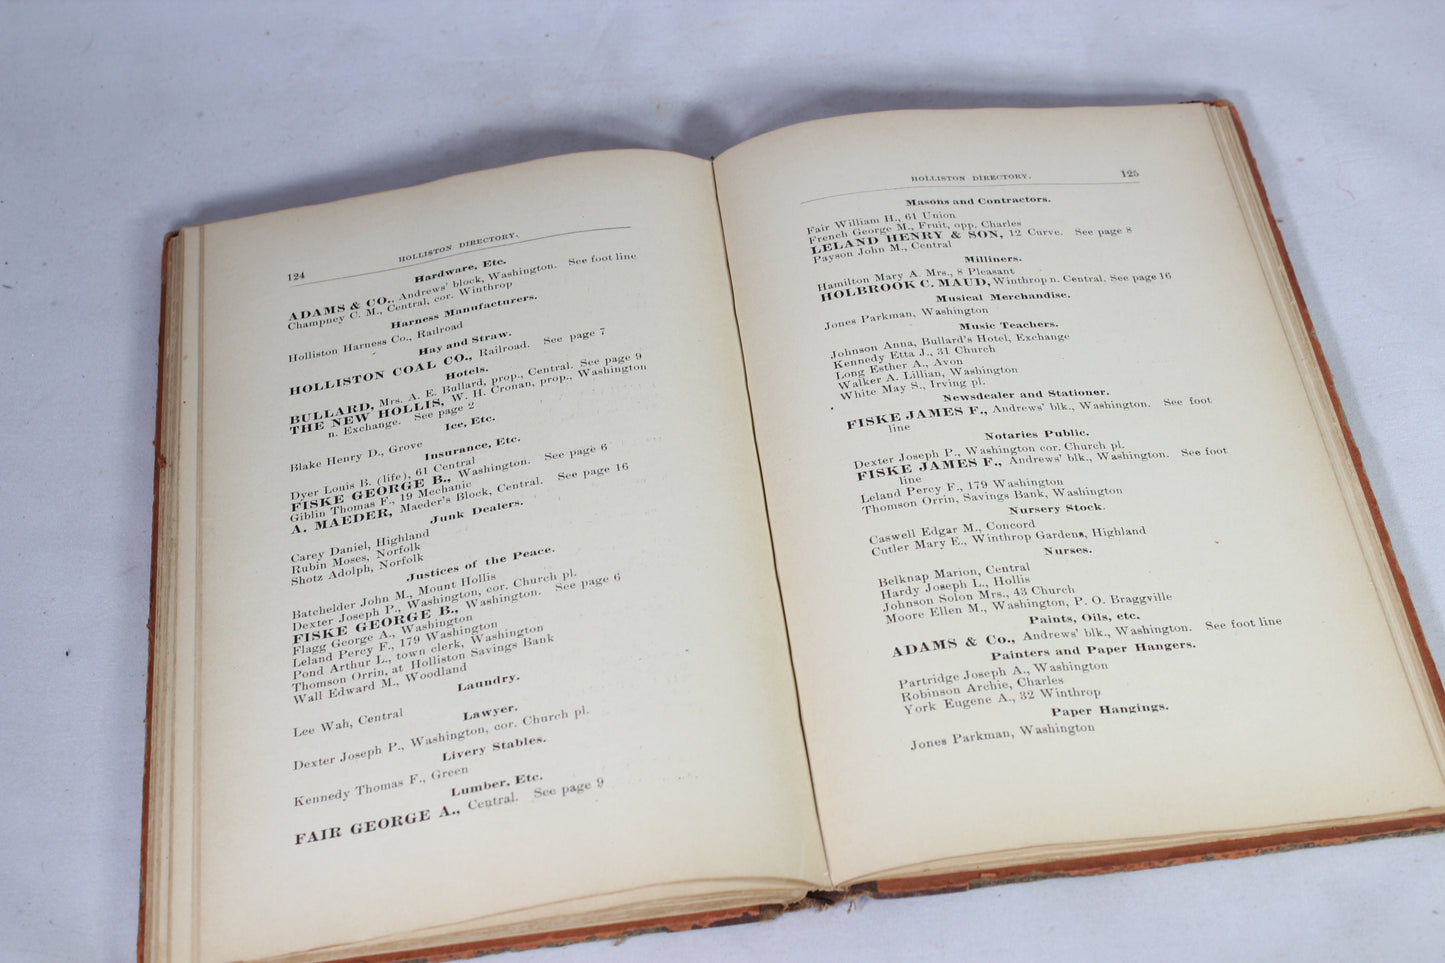 124
HOLLISTON DIRECTORY.
Hardware, Etc.
ADAMS & CO., Andrews' block, Washington. See foot line
Champney C. M., Central, cor. Winthrop
Harness Manufacturers.
Holliston Harness Co., Railroad
Hay and Straw.
HOLLISTON COAL CO., Railroad. See page 7
Hotels.
BULLARD, Mrs. A. E. Bullard, prop., Central. See page 9
THE NEW HOLLIS, W. H. Cronan, prop., Washington
n. Exchange. See page 2
Ice, Etc.
Blake Henry D., Grove
Insurance, Etc.
Dyer Louis B. (life), 61 Central
FISKE GEORGE B., Washington. See page 6
Giblin Thomas F., 19 Mechanic
A. MAEDER, Maeder's Block, Central. See page 16
Junk Dealers.
Carey Daniel, Highland
Rubin Moses, Norfolk
Shotz Adolph, Norfolk
Justices of the Peace.
Batchelder John M., Mount Hollis
Dexter Joseph P., Washington, cor. Church pl.
FISKE GEORGE B., Washington. See page 6
Flagg George A., Washington
Leland Percy F., 179 Washington
Pond Arthur L., town clerk, Washington
Thomson Orrin, at Holliston Savings Bank
Wall Edward M., Woodland
Laundry.
Lee Wah, Central
Lawyer.
Dexter Joseph P., Washington, cor. Church pl.
Livery Stables.
Kennedy Thomas F., Green
Lumber, Etc.
FAIR GEORGE A., Central. See page 9
HOLLISTON DIRECTORY.
125
Masons and Contractors.
Fair William H., 61 Union
French George M., Fruit, opp. Charles
LELAND HENRY & SON, 12 Curve. See page 8
Payson John M., Central
Milliners.
Hamilton Mary A. Mrs., 8 Pleasant
HOLBROOK C. MAUD, Winthrop n. Central. See page 16
Musical Merchandise.
Jones Parkman, Washington
Music Teachers.
Johnson Anna, Bullard's Hotel, Exchange
Kennedy Etta J., 31 Church
Long Esther A., Avon
Walker A. Lillian, Washington
White May S., Irving pl.
Newsdealer and Stationer.
FISKE JAMES F., Andrews' blk., Washington. See foot
line
Notaries Public.
Dexter Joseph P., Washington cor. Church pl.
FISKE JAMES F., Andrews' blk., Washington. See foot
line
Leland Percy F., 179 Washington
Thomson Orrin, Savings Bank, Washington
Nursery Stock.
Caswell Edgar M., Concord
Cutler Mary E., Winthrop Gardens, Highland
Nurses.
Belknap Marion, Central
Hardy Joseph L., Hollis
Johnson Solon Mrs., 43 Church
Moore Ellen M., Washington, P. O. Braggville
Paints, Oils, etc.
ADAMS & Co., Andrews' blk., Washington. See foot line
Painters and Paper Hangers.
Partridge Joseph A., Washington
Robinson Archie, Charles
York Eugene A., 32 Winthrop
Paper Hangings.
Jones Parkman, Washington